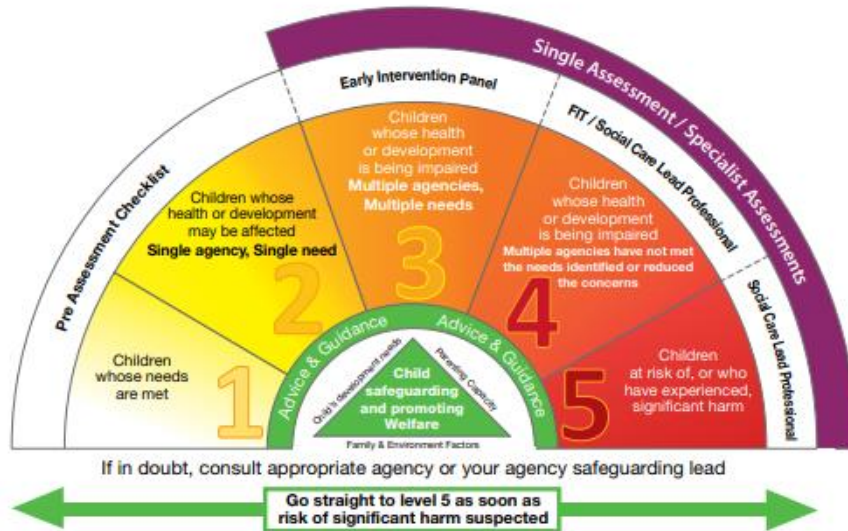 Single Assessment / Specialist Assessments
Pre Assessment Checklist
Early Intervention Panel
FIT / Social Care Lead Professional
Social Care Lead Professional
Children
whose needs
are met
1
Children whose
health or development
may be affected
Single agency, Single need
2
Children
whose health
or development
is being impaired
Multiple agencies,
Multiple needs
3
Children
whose health
or development
is being impaired
Multiple agencies have not met
the needs identified or reduced
the concerns
4
Children
at risk of, or who
have experienced,
significant harm
5
Advice & Guidance
Advice & Guidance
Child's development needs
Parenting Capacity
Child
safeguarding
and promoting
Welfare
Family & Environment Factors
If in doubt, consult appropriate agency or your agency safeguarding lead
Go straight to level 5 as soon as
risk of significant harm suspected